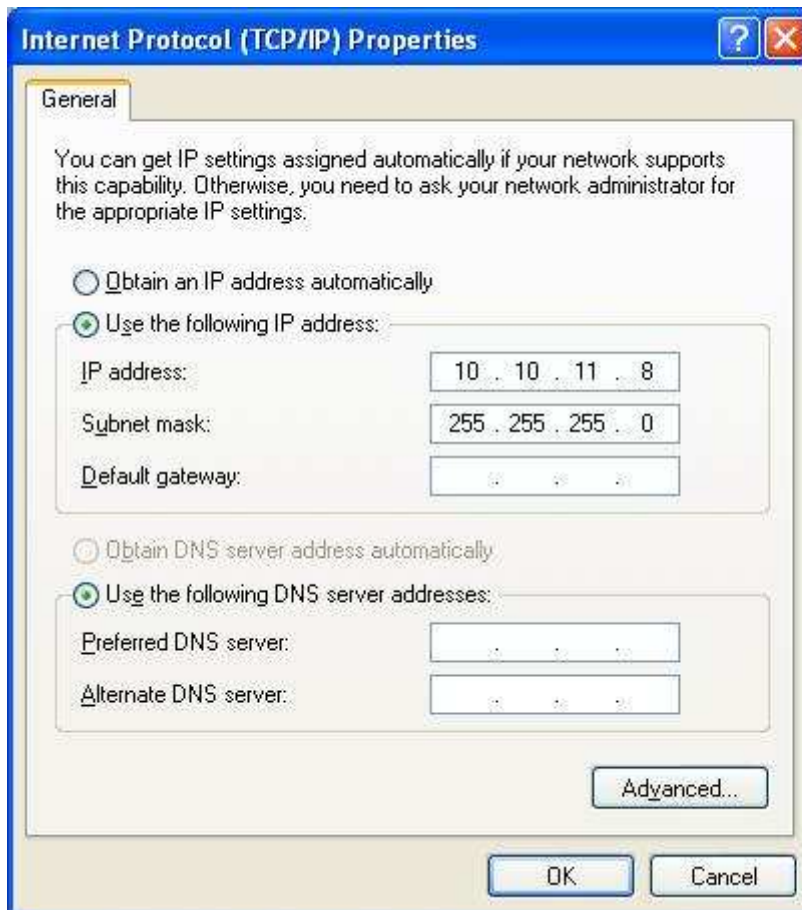 Internet Protocol (TCP/IP) Properties
General
You can get IP settings assigned automatically if your network supports
this capability. Otherwise, you need to ask your network administrator for
the appropriate IP settings.
Obtain an IP address automatically
Use the following IP address:
IP address: 10 . 10 . 11 . 8
Subnet mask: 255 . 255 . 255 . 0
Default gateway: . . .
Obtain DNS server address automatically
Use the following DNS server addresses:
Preferred DNS server: . . .
Alternate DNS server: . . .
Advanced...
OK Cancel